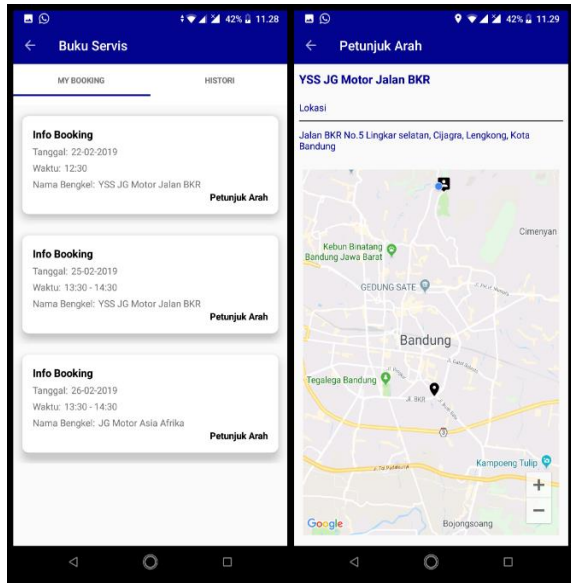 42% 11.28
Buku Servis
MY BOOKING
HISTORI
Info Booking
Tanggal: 22-02-2019
Waktu: 12:30
Nama Bengkel: YSS JG Motor Jalan BKR
Petunjuk Arah
Info Booking
Tanggal: 25-02-2019
Waktu: 13:30 - 14:30
Nama Bengkel: YSS JG Motor Jalan BKR
Petunjuk Arah
Info Booking
Tanggal: 26-02-2019
Waktu: 13:30 - 14:30
Nama Bengkel: JG Motor Asia Afrika
Petunjuk Arah
42% 11.29
Petunjuk Arah
YSS JG Motor Jalan BKR
Lokasi
Jalan BKR No.5 Lingkar selatan, Cijagra, Lengkong, Kota
Bandung
Cimenyan
Kebun Binatang
Bandung Jawa Barat
GEDUNG SATE
Bandung
Tegalega Bandung
Jl. BKR
Kampoeng Tulip
+
−
Google
Bojongsoang